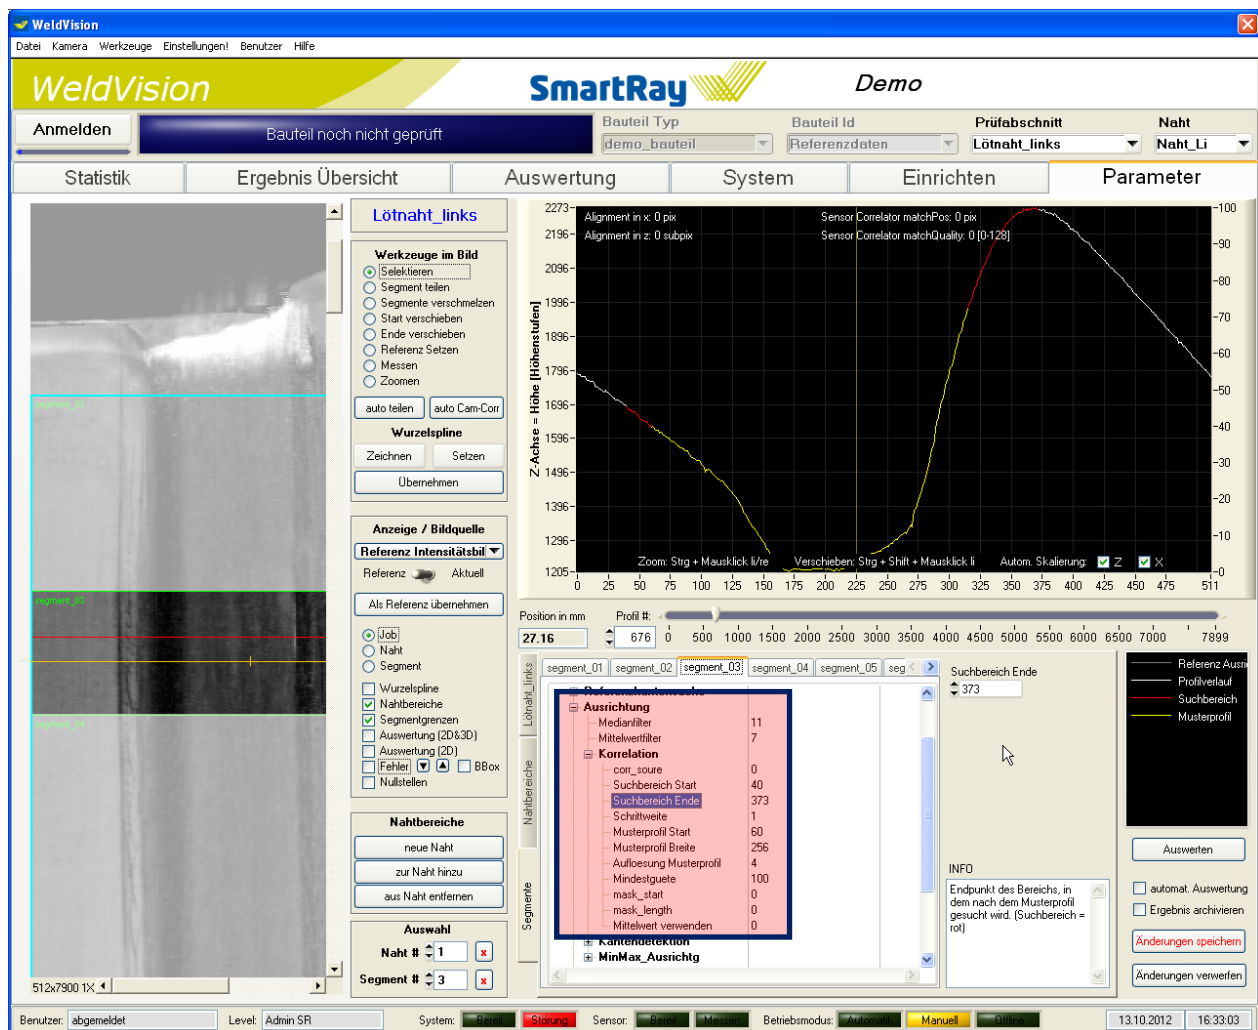 WeldVision
Datei Kamera Werkzeuge Einstellungen! Benutzer Hilfe
WeldVision
SmartRay
Demo
Anmelden
Bauteil noch nicht geprüft
Bauteil Typ
demo_bauteil
Bauteil Id
Referenzdaten
Prüfabschnitt
Lötnaht_links
Naht
Naht_Li
Statistik
Ergebnis Übersicht
Auswertung
System
Einrichten
Parameter
segment_03
segment_04
512x7900 1X
Lötnaht_links
Werkzeuge im Bild
Selektieren
Segment teilen
Segmente verschmelzen
Start verschieben
Ende verschieben
Referenz Setzen
Messen
Zoomen
auto teilen
auto Cam-Corr
Wurzelspline
Zeichnen
Setzen
Übernehmen
Anzeige / Bildquelle
Referenz Intensitätsbil
Referenz
Aktuell
Als Referenz übernehmen
Job
Naht
Segment
Wurzelspline
Nahtbereiche
Segmentgrenzen
Auswertung (2D&3D)
Auswertung (2D)
Fehler
BBox
Nullstellen
Nahtbereiche
neue Naht
zur Naht hinzu
aus Naht entfernen
Auswahl
Naht # 1 x
Segment # 3 x
Z-Achse = Höhe [Höhenstufen]
2273
2196
2096
1996
1896
1796
1696
1596
1496
1396
1296
1205
Alignment in x: 0 pix
Alignment in z: 0 subpix
Sensor Correlator matchPos: 0 pix
Sensor Correlator matchQuality: 0 [0-128]
100
90
80
70
60
50
40
30
20
10
0
Zoom: Strg + Mausklick li/re
Verschieben: Strg + Shift + Mausklick li
Autom. Skalierung: Z X
0 25 50 75 100 125 150 175 200 225 250 275 300 325 350 375 400 425 450 475 511
Position in mm
27.16
Profil #:
676
0 500 1000 1500 2000 2500 3000 3500 4000 4500 5000 5500 6000 6500 7000 7899
Lötnaht_links
Nahtbereiche
Segmente
segment_01 segment_02 segment_03 segment_04 segment_05 seg
Ausrichtung
Medianfilter 11
Mittelwertfilter 7
Korrelation
corr_soure 0
Suchbereich Start 40
Suchbereich Ende 373
Schrittweite 1
Musterprofil Start 60
Musterprofil Breite 256
Aufloesung Musterprofil 4
Mindestguete 100
mask_start 0
mask_length 0
Mittelwert verwenden 0
Kantendetektion
MinMax_Ausrichtg
Suchbereich Ende
373
INFO
Endpunkt des Bereichs, in
dem nach dem Musterprofil
gesucht wird. (Suchbereich =
rot)
Referenz Ausri
Profilverlauf
Suchbereich
Musterprofil
Auswerten
automat. Auswertung
Ergebnis archivieren
Änderungen speichern
Änderungen verwerfen
Benutzer: abgemeldet
Level: Admin SR
System: Bereit Störung
Sensor: Bereit Messen
Betriebsmodus: Automatik Manuell Offline
13.10.2012 16:33:03